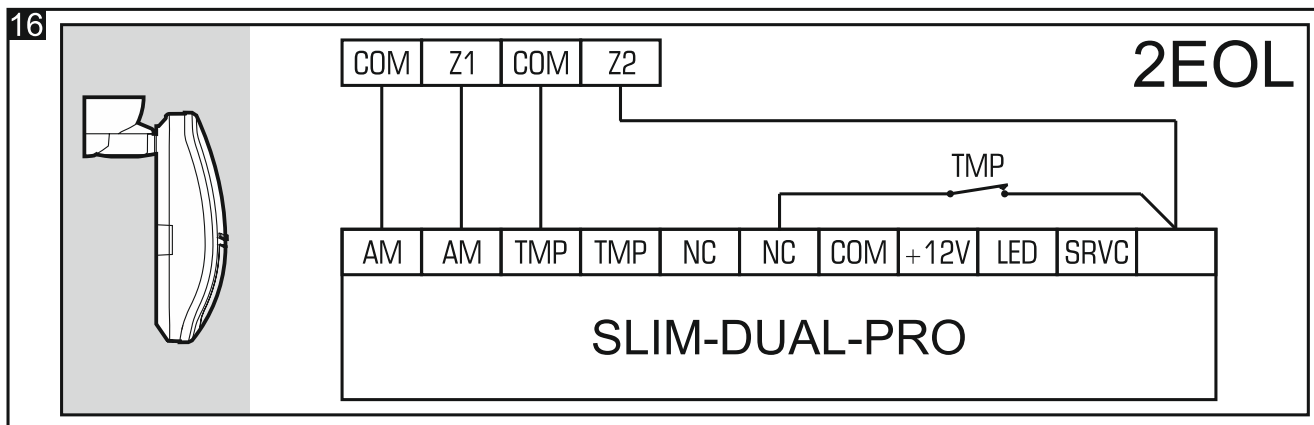 16
COM Z1 COM Z2
2EOL
TMP
AM AM TMP TMP NC NC COM +12V LED SRVC
SLIM-DUAL-PRO